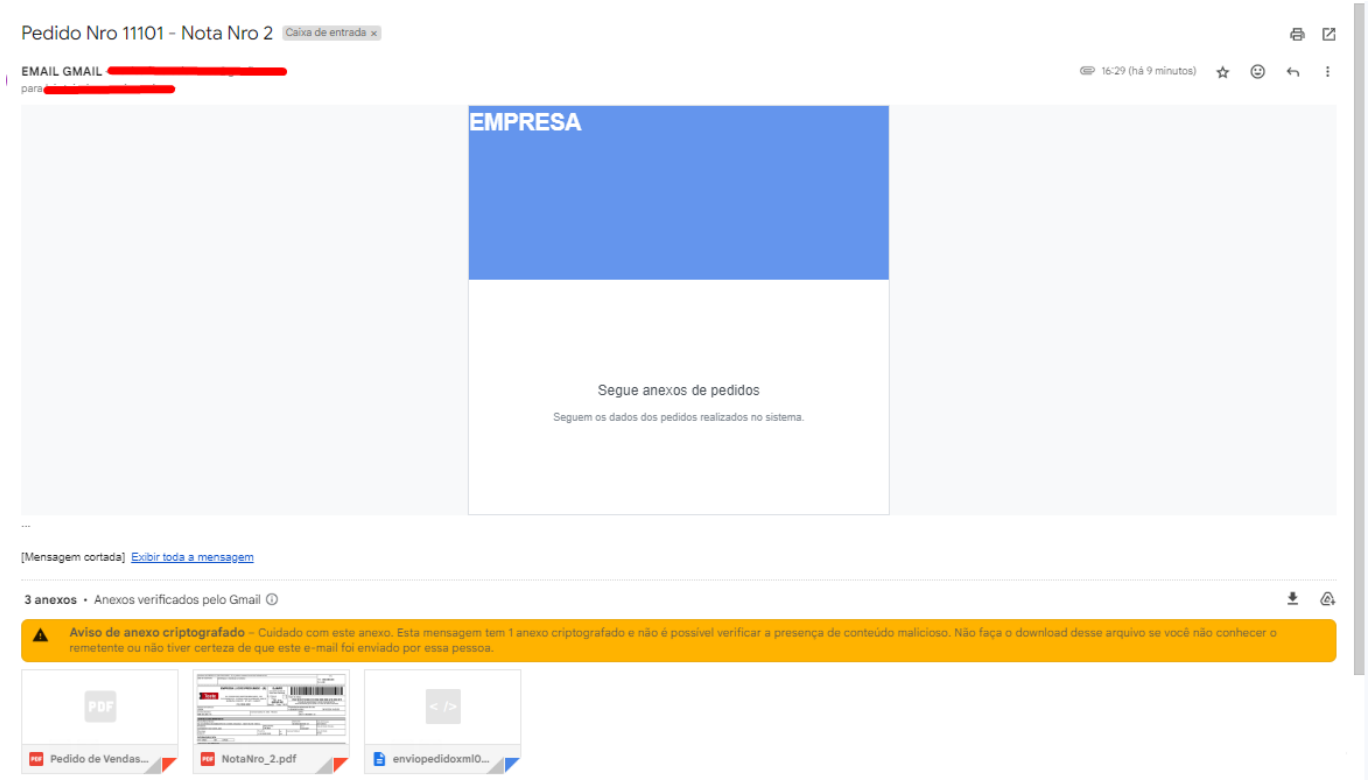 Pedido Nro 11101 - Nota Nro 2 Caixa de entrada ×
EMAIL GMAIL
16:29 (há 9 minutos)
para
EMPRESA
Segue anexos de pedidos
Seguem os dados dos pedidos realizados no sistema.
...
[Mensagem cortada] Exibir toda a mensagem
3 anexos • Anexos verificados pelo Gmail
Aviso de anexo criptografado – Cuidado com este anexo. Esta mensagem tem 1 anexo criptografado e não é possível verificar a presença de conteúdo malicioso. Não faça o download desse arquivo se você não conhecer o
remetente ou não tiver certeza de que este e-mail foi enviado por essa pessoa.
PDF
</>
PDF Pedido de Vendas...
PDF NotaNro_2.pdf
enviopedidoxml0...